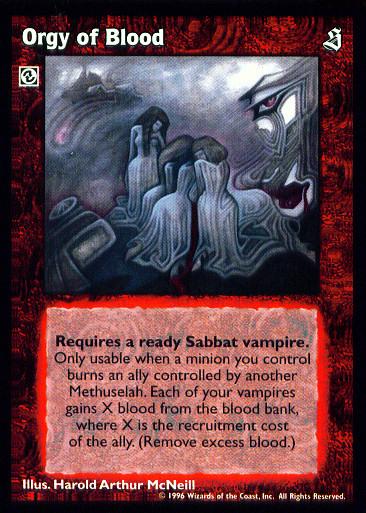 Orgy of Blood
Requires a ready Sabbat vampire.
Only usable when a minion you control
burns an ally controlled by another
Methuselah. Each of your vampires
gains X blood from the blood bank,
where X is the recruitment cost
of the ally. (Remove excess blood.)
Illus. Harold Arthur McNeill
© 1996 Wizards of the Coast, Inc. All Rights Reserved.